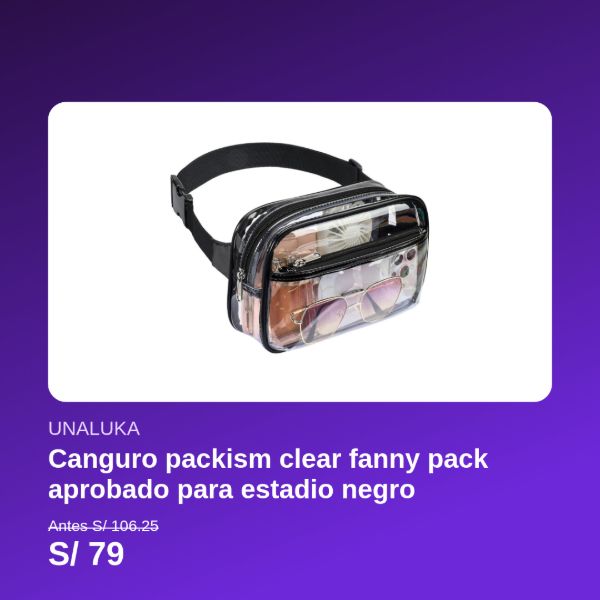 UNALUKA
Canguro packism clear fanny pack
aprobado para estadio negro
Antes S/ 106.25
S/ 79